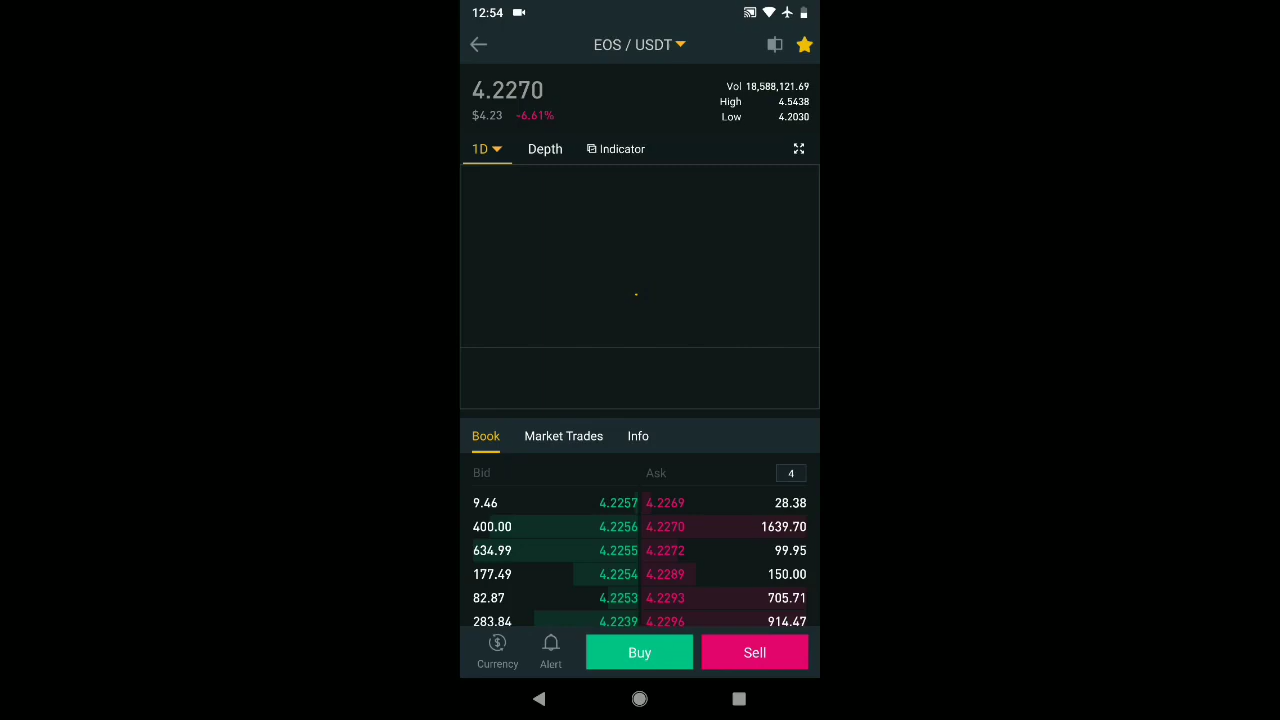 12:54
EOS / USDT
4.2270
Vol 18,588,121.69
High 4.5438
$4.23 -6.61%
Low 4.2030
1D Depth Indicator
Book Market Trades Info
Bid Ask 4
9.46 4.2257 4.2269 28.38
400.00 4.2256 4.2270 1639.70
634.99 4.2255 4.2272 99.95
177.49 4.2254 4.2289 150.00
82.87 4.2253 4.2293 705.71
283.84 4.2239 4.2296 914.47
Currency Alert Buy Sell